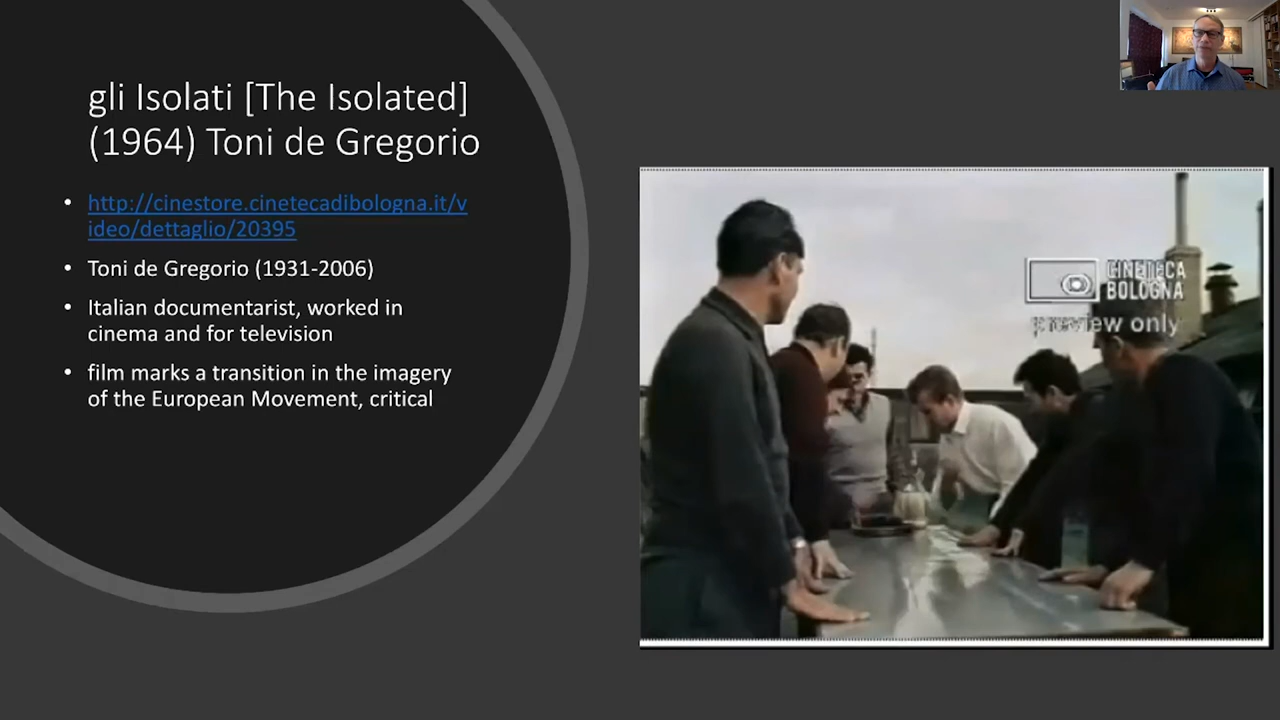 gli Isolati [The Isolated]
(1964) Toni de Gregorio
• http://cinestore.cinetecadibologna.it/v
ideo/dettaglio/20395
• Toni de Gregorio (1931-2006)
• Italian documentarist, worked in
cinema and for television
• film marks a transition in the imagery
of the European Movement, critical
CINETECA
BOLOGNA
preview only